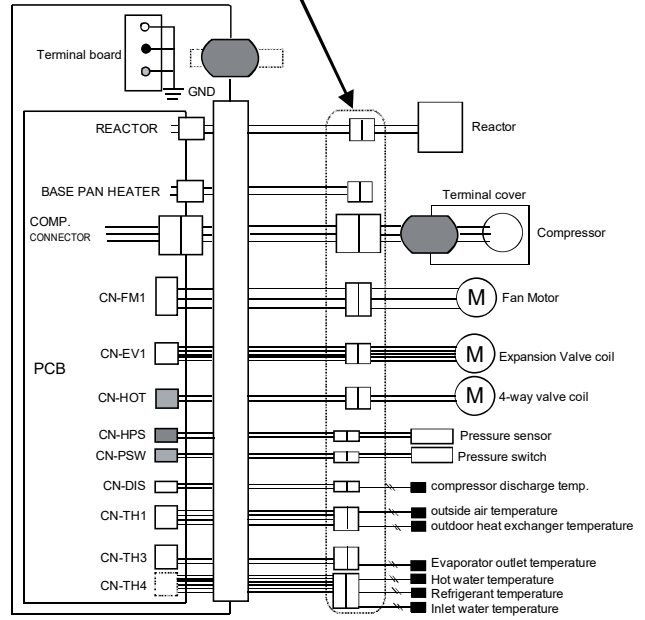 Terminal board
GND
REACTOR
Reactor
BASE PAN HEATER
Terminal cover
COMP.
CONNECTOR
Compressor
CN-FM1
M
Fan Motor
CN-EV1
M
Expansion Valve coil
PCB
CN-HOT
M
4-way valve coil
CN-HPS
Pressure sensor
CN-PSW
Pressure switch
CN-DIS
compressor discharge temp.
CN-TH1
outside air temperature
outdoor heat exchanger temperature
CN-TH3
Evaporator outlet temperature
CN-TH4
Hot water temperature
Refrigerant temperature
Inlet water temperature